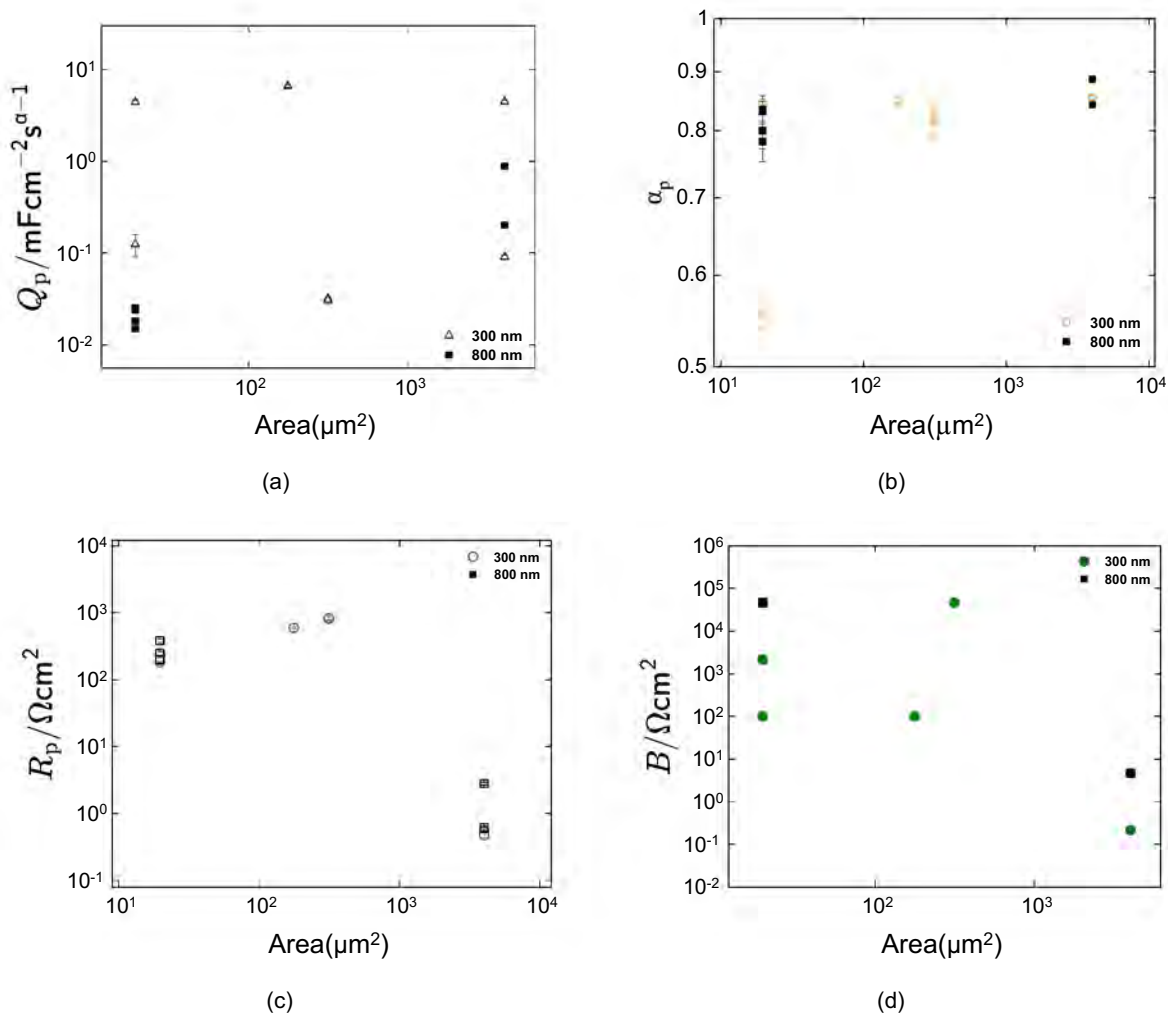 10¹
10⁰
10⁻¹
10⁻²
Qₚ/mFcm⁻²s^α−1
300 nm
800 nm
10²
10³
Area(µm²)
(a)
1
0.9
0.8
0.7
0.6
0.5
αₚ
300 nm
800 nm
10¹
10²
10³
10⁴
Area(µm²)
(b)
10⁴
10³
10²
10¹
10⁰
10⁻¹
Rₚ/Ωcm²
300 nm
800 nm
10¹
10²
10³
10⁴
Area(µm²)
(c)
10⁶
10⁵
10⁴
10³
10²
10¹
10⁰
10⁻¹
10⁻²
B/Ωcm²
300 nm
800 nm
10²
10³
Area(µm²)
(d)